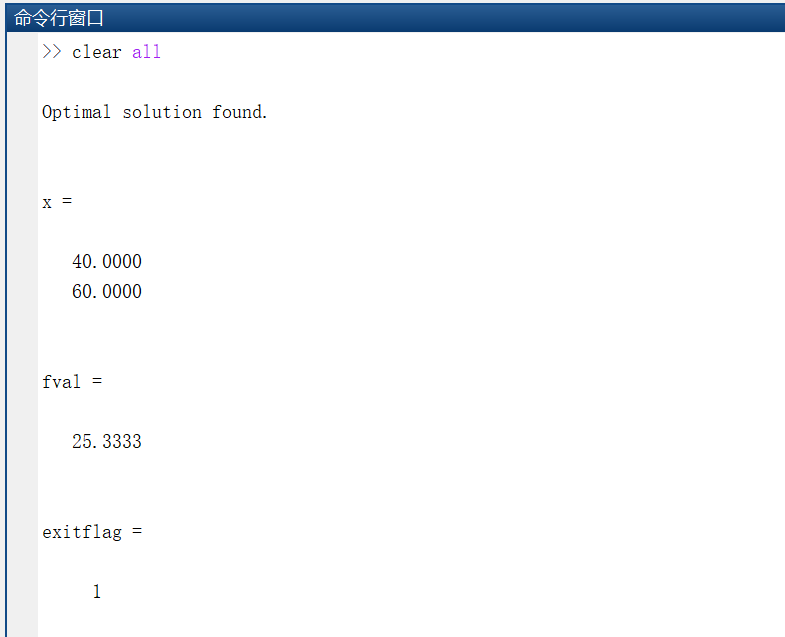 命令行窗口
>> clear all
Optimal solution found.
x =
40.0000
60.0000
fval =
25.3333
exitflag =
1